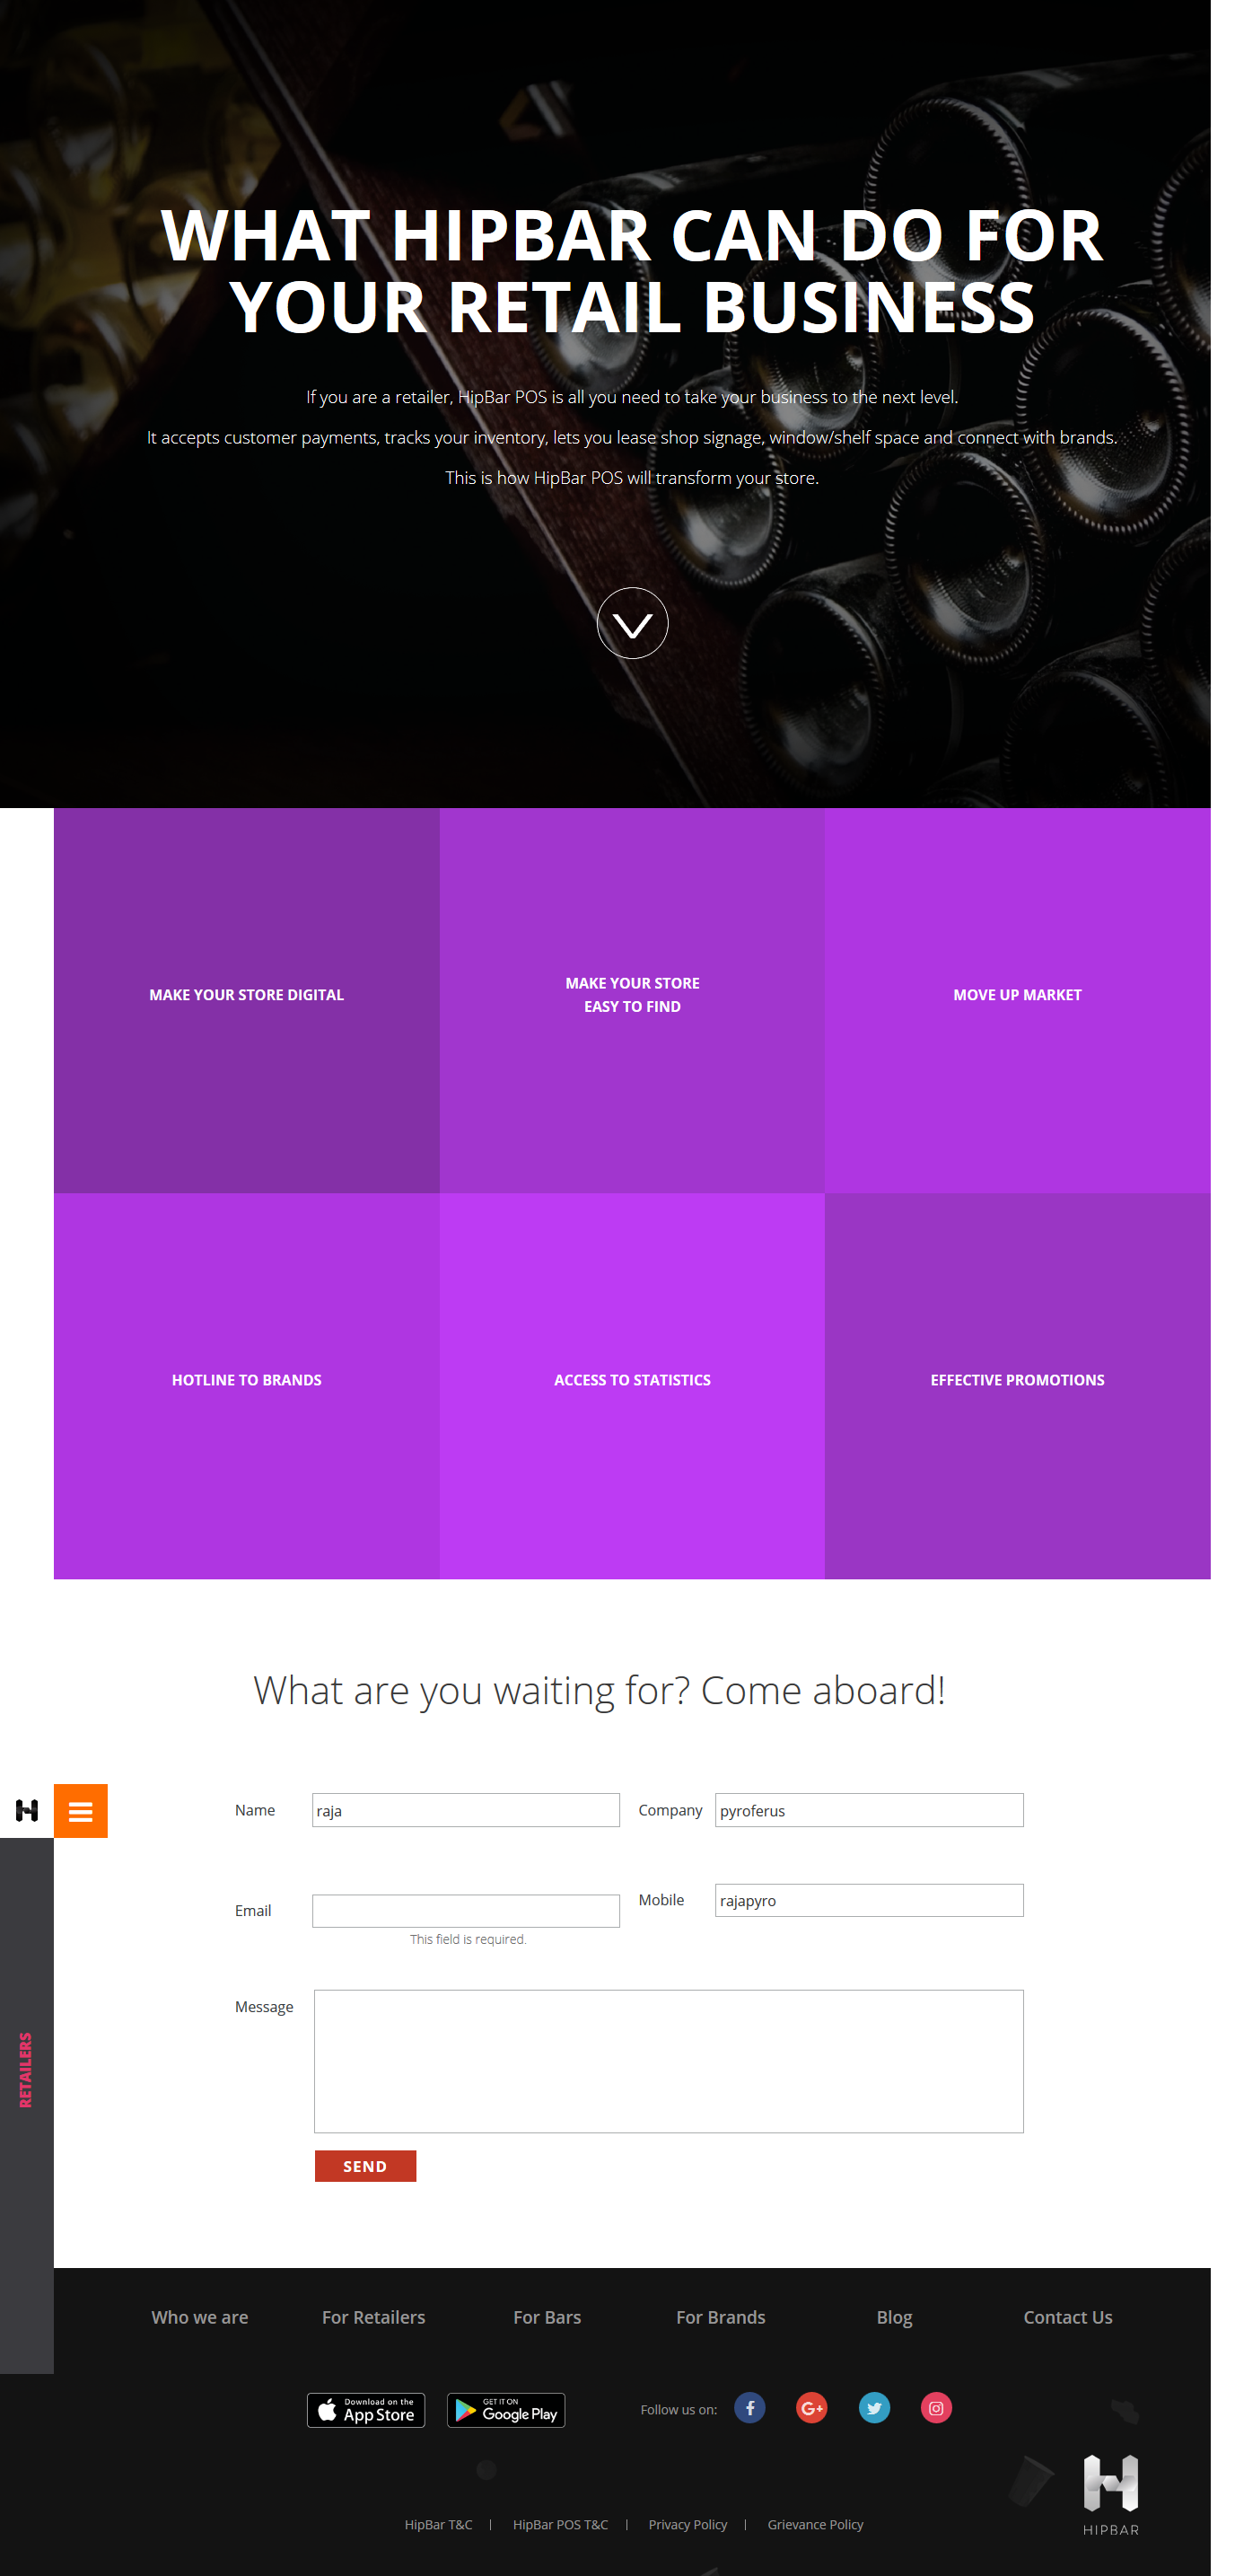 WHAT HIPBAR CAN DO FOR
YOUR RETAIL BUSINESS
If you are a retailer, HipBar POS is all you need to take your business to the next level.
It accepts customer payments, tracks your inventory, lets you lease shop signage, window/shelf space and connect with brands.
This is how HipBar POS will transform your store.
MAKE YOUR STORE DIGITAL
MAKE YOUR STORE
EASY TO FIND
MOVE UP MARKET
HOTLINE TO BRANDS
ACCESS TO STATISTICS
EFFECTIVE PROMOTIONS
What are you waiting for? Come aboard!
Name
raja
Company
pyroferus
Email
This field is required.
Mobile
rajapyro
Message
SEND
RETAILERS
Who we are
For Retailers
For Bars
For Brands
Blog
Contact Us
Download on the
App Store
GET IT ON
Google Play
Follow us on:
HipBar T&C | HipBar POS T&C | Privacy Policy | Grievance Policy
HIPBAR